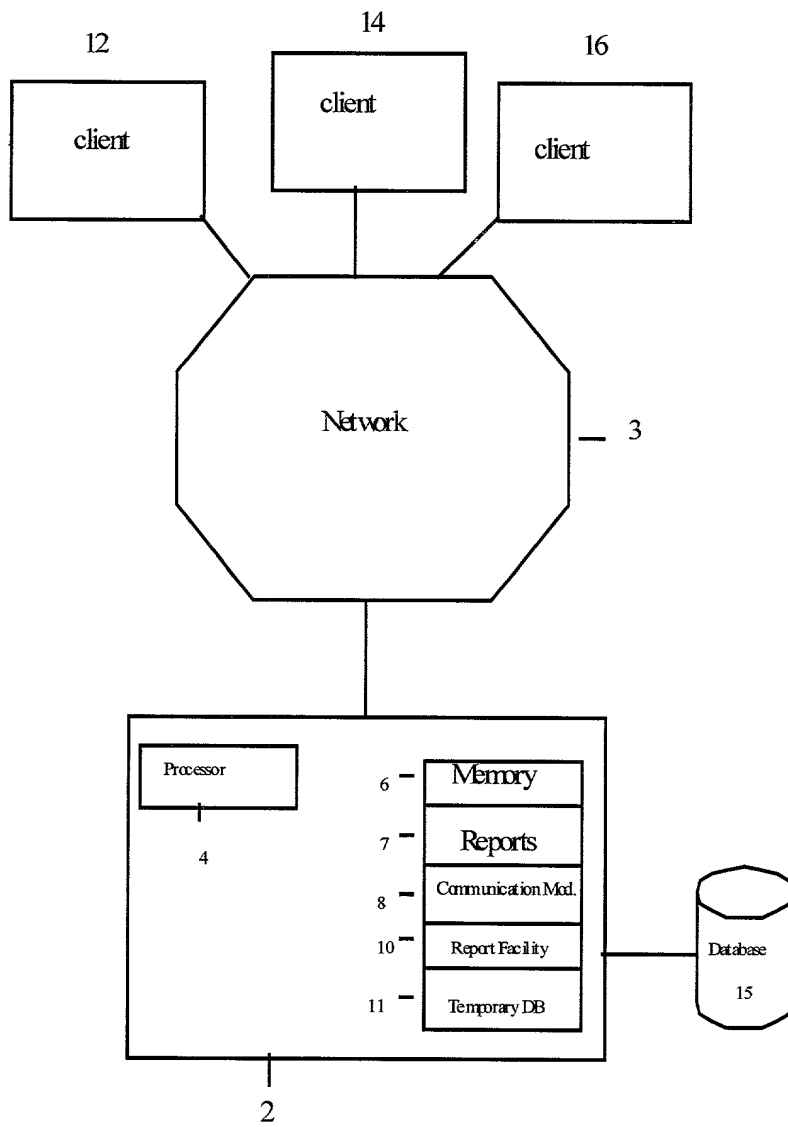 12
14
16
client
client
client
Network
3
Processor
4
6
Memory
7
Reports
8
Communication Mod.
10
Report Facility
11
Temporary DB
Database
15
2